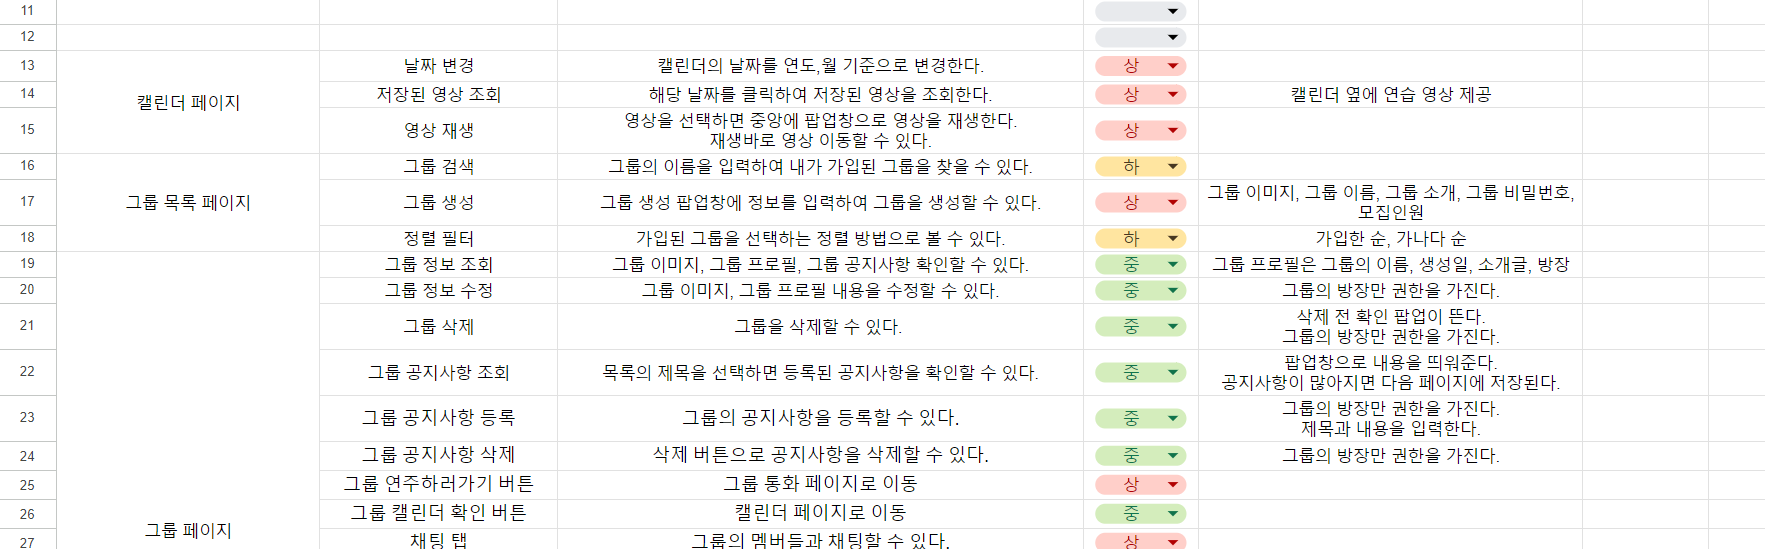 11
12
13 날짜 변경 캘린더의 날짜를 연도,월 기준으로 변경한다. 상
캘린더 페이지
14 저장된 영상 조회 해당 날짜를 클릭하여 저장된 영상을 조회한다. 상 캘린더 옆에 연습 영상 제공
15 영상 재생 영상을 선택하면 중앙에 팝업창으로 영상을 재생한다.
재생바로 영상 이동할 수 있다. 상
16 그룹 검색 그룹의 이름을 입력하여 내가 가입된 그룹을 찾을 수 있다. 하
그룹 목록 페이지
17 그룹 생성 그룹 생성 팝업창에 정보를 입력하여 그룹을 생성할 수 있다. 상 그룹 이미지, 그룹 이름, 그룹 소개, 그룹 비밀번호,
모집인원
18 정렬 필터 가입된 그룹을 선택하는 정렬 방법으로 볼 수 있다. 하 가입한 순, 가나다 순
19 그룹 정보 조회 그룹 이미지, 그룹 프로필, 그룹 공지사항 확인할 수 있다. 중 그룹 프로필은 그룹의 이름, 생성일, 소개글, 방장
20 그룹 정보 수정 그룹 이미지, 그룹 프로필 내용을 수정할 수 있다. 중 그룹의 방장만 권한을 가진다.
21 그룹 삭제 그룹을 삭제할 수 있다. 중 삭제 전 확인 팝업이 뜬다.
그룹의 방장만 권한을 가진다.
22 그룹 공지사항 조회 목록의 제목을 선택하면 등록된 공지사항을 확인할 수 있다. 중 팝업창으로 내용을 띄워준다.
공지사항이 많아지면 다음 페이지에 저장된다.
23 그룹 공지사항 등록 그룹의 공지사항을 등록할 수 있다. 중 그룹의 방장만 권한을 가진다.
제목과 내용을 입력한다.
24 그룹 공지사항 삭제 삭제 버튼으로 공지사항을 삭제할 수 있다. 중 그룹의 방장만 권한을 가진다.
25 그룹 연주하러가기 버튼 그룹 통화 페이지로 이동 상
26 그룹 캘린더 확인 버튼 캘린더 페이지로 이동 중
그룹 페이지
27 채팅 탭 그룹의 멤버들과 채팅할 수 있다. 상